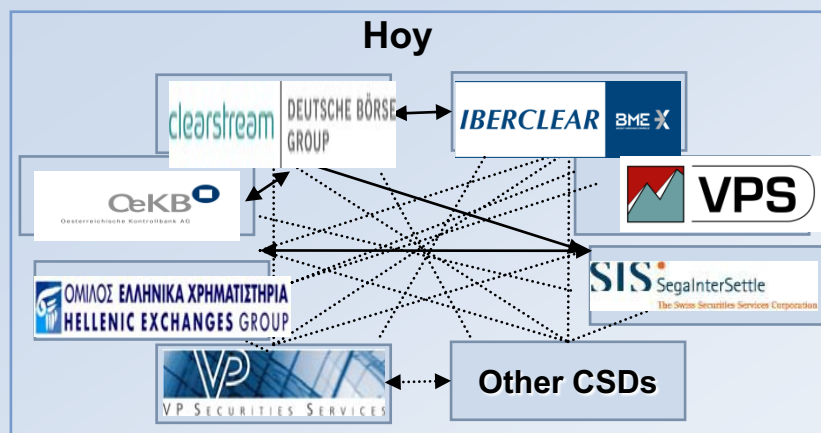 Hoy
clearstream
DEUTSCHE BÖRSE
GROUP
IBERCLEAR
BME X
OeKB
Oesterreichische Kontrollbank AG
VPS
ΟΜΙΛΟΣ ΕΛΛΗΝΙΚΑ ΧΡΗΜΑΤΙΣΤΗΡΙΑ
HELLENIC EXCHANGES GROUP
SIS SegaInterSettle
The Swiss Securities Services Corporation
VP
VP SECURITIES SERVICES
Other CSDs